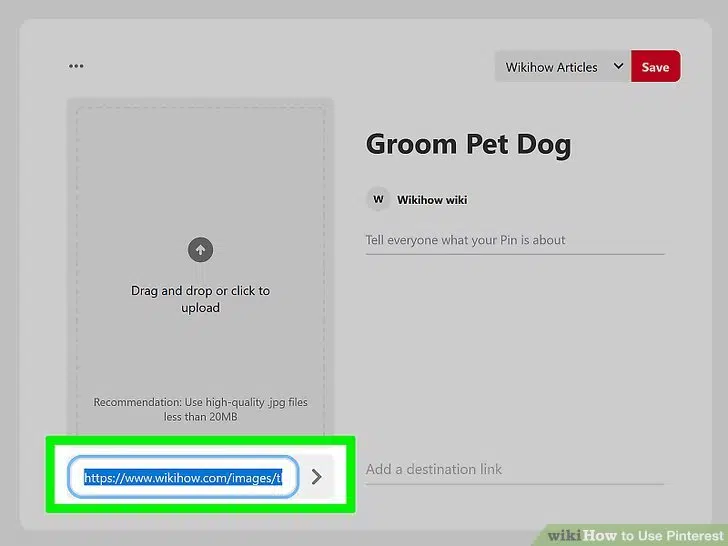 Wikihow Articles
Save
Groom Pet Dog
W
Wikihow wiki
Tell everyone what your Pin is about
Drag and drop or click to
upload
Recommendation: Use high-quality .jpg files
less than 20MB
https://www.wikihow.com/images/t
Add a destination link
wikiHow to Use Pinterest